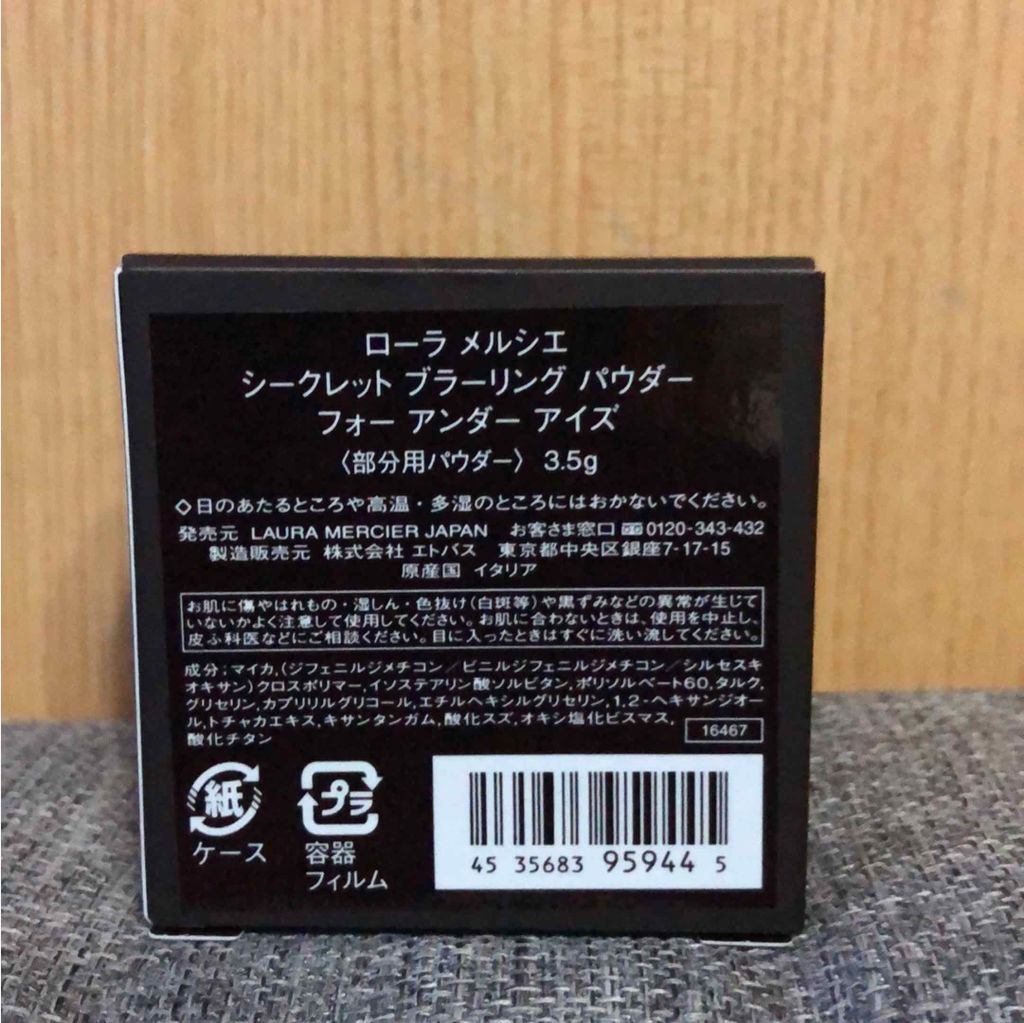 ローラ メルシエ
シークレット ブラーリング パウダー
フォー アンダー アイズ
〈部分用パウダー〉 3.5g
◇日のあたるところや高温・多湿のところにはおかないでください。
発売元 LAURA MERCIER JAPAN お客さま窓口 0120-343-432
製造販売元 株式会社 エトバス 東京都中央区銀座7-17-15
原産国 イタリア
お肌に傷やはれもの・湿しん・色抜け(白斑等)や黒ずみなどの異常が生じて
いないかよく注意して使用してください。お肌に合わないときは、使用を中止し、
皮ふ科医などにご相談ください。目に入ったときはすぐに洗い流してください。
成分:マイカ,(ジフェニルジメチコン/ビニルジフェニルジメチコン/シルセスキ
オキサン)クロスポリマー,イソステアリン酸ソルビタン,ポリソルベート60,タルク,
グリセリン,カプリリルグリコール,エチルヘキシルグリセリン,1,2-ヘキサンジオー
ル,トチャカエキス,キサンタンガム,酸化スズ,オキシ塩化ビスマス,
酸化チタン
16467
紙
ケース
プラ
容器
フィルム
45 35683 95944 5